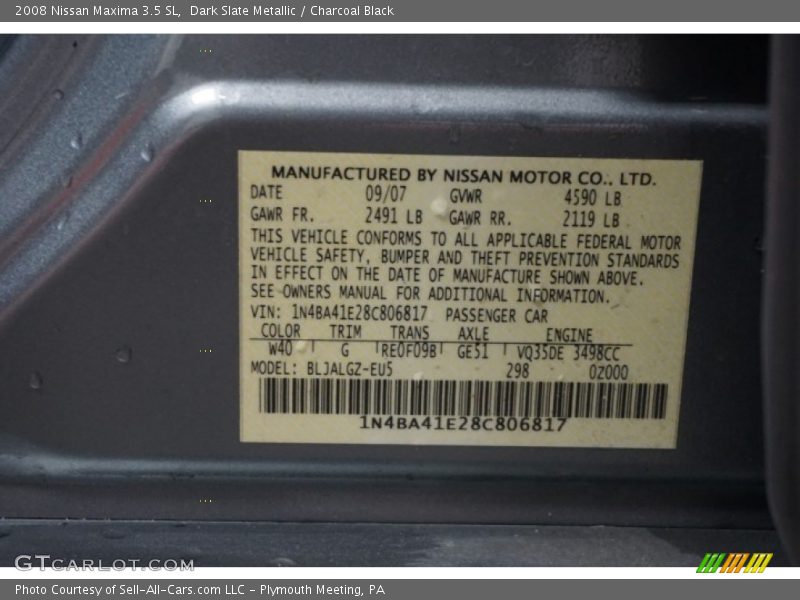 2008 Nissan Maxima 3.5 SL,  Dark Slate Metallic / Charcoal Black
MANUFACTURED BY NISSAN MOTOR CO., LTD.
DATE 09/07 GVWR 4590 LB
GAWR FR. 2491 LB GAWR RR. 2119 LB
THIS VEHICLE CONFORMS TO ALL APPLICABLE FEDERAL MOTOR
VEHICLE SAFETY, BUMPER AND THEFT PREVENTION STANDARDS
IN EFFECT ON THE DATE OF MANUFACTURE SHOWN ABOVE.
SEE OWNERS MANUAL FOR ADDITIONAL INFORMATION.
VIN: 1N4BA41E28C806817 PASSENGER CAR
COLOR TRIM TRANS AXLE ENGINE
W40 G RE0F09B GE51 VQ35DE 3498CC
MODEL: BLJALGZ-EU5 298 02000
1N4BA41E28C806817
GTCARLOT.COM
Photo Courtesy of Sell-All-Cars.com LLC - Plymouth Meeting, PA